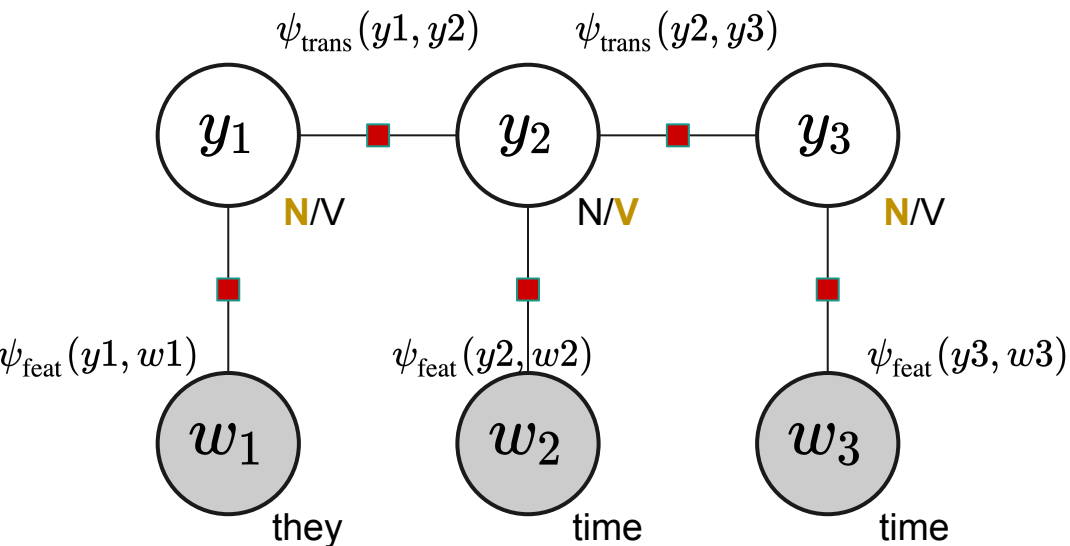 ψtrans(y1, y2) ψtrans(y2, y3)
y1 y2 y3
N/V N/V N/V
ψfeat(y1, w1) ψfeat(y2, w2) ψfeat(y3, w3)
w1 w2 w3
they time time